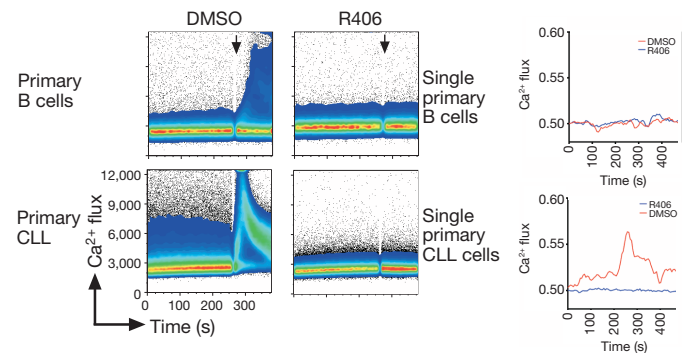 DMSO
R406
Primary
B cells
Single
primary
B cells
0.60
0.55
0.50
DMSO
R406
Ca²⁺ flux
0
100
200
300
400
Time (s)
Primary
CLL
Ca²⁺ flux
12,000
9,000
6,000
3,000
0
0
100
200
300
Time (s)
Single
primary
CLL cells
0.60
0.55
0.50
R406
DMSO
Ca²⁺ flux
0
100
200
300
400
Time (s)